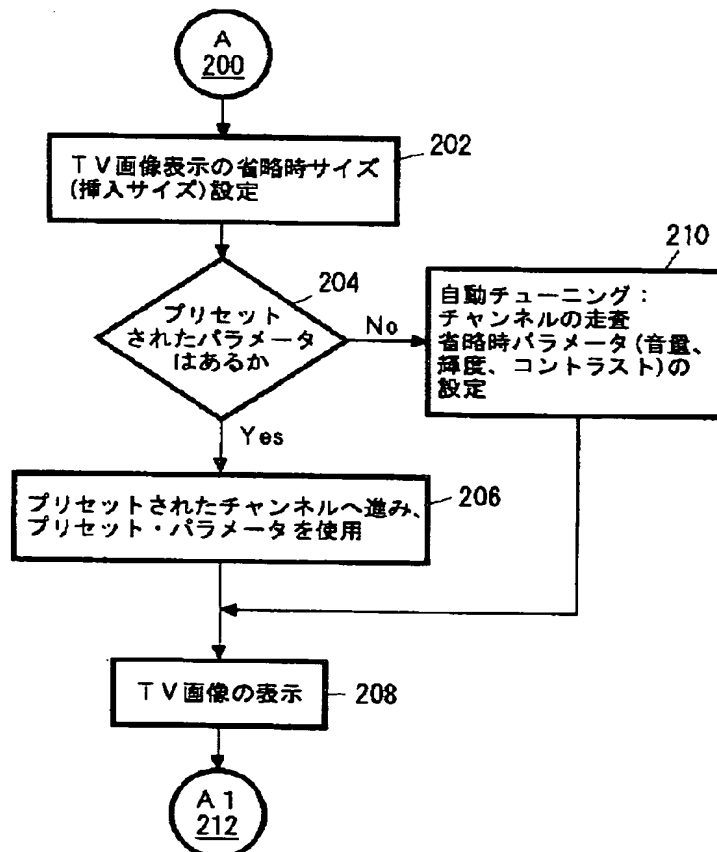 A
200
TV画像表示の省略時サイズ
(挿入サイズ)設定
202
プリセット
されたパラメータ
はあるか
204
No
Yes
210
自動チューニング:
チャンネルの走査
省略時パラメータ(音量、
輝度、コントラスト)の
設定
プリセットされたチャンネルへ進み、
プリセット・パラメータを使用
206
TV画像の表示
208
A1
212